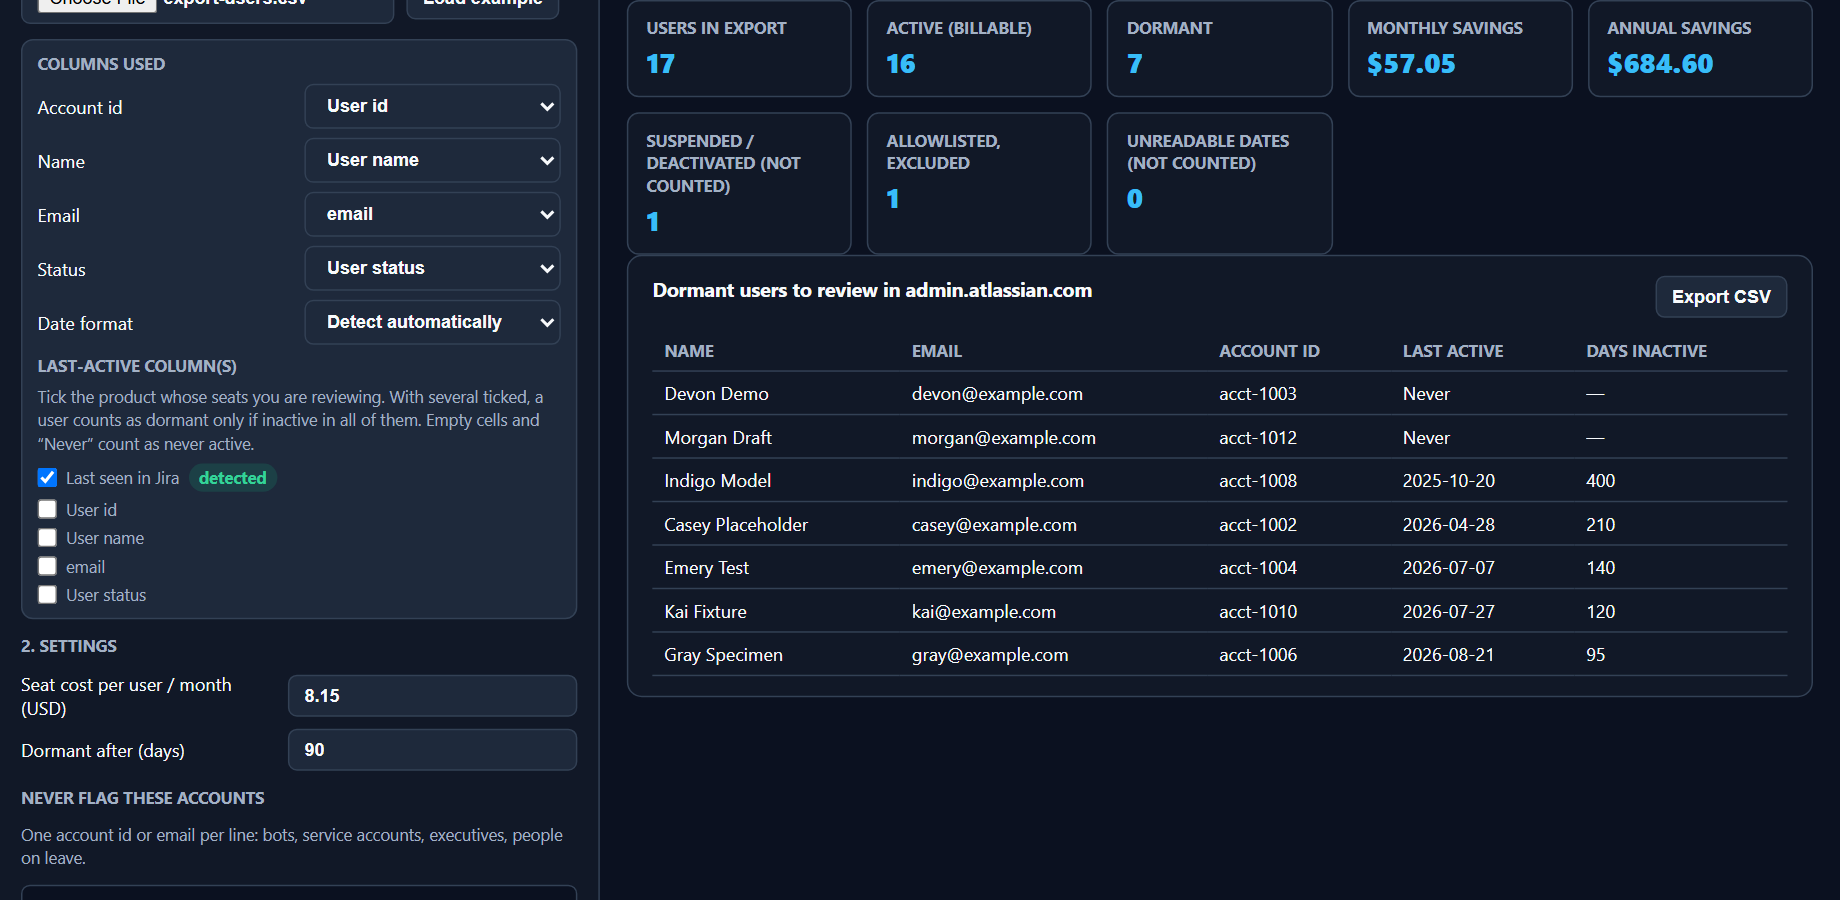 Choose File export-users.csv
Load example
COLUMNS USED
Account id
User id
Name
User name
Email
email
Status
User status
Date format
Detect automatically
LAST-ACTIVE COLUMN(S)
Tick the product whose seats you are reviewing. With several ticked, a
user counts as dormant only if inactive in all of them. Empty cells and
“Never” count as never active.
Last seen in Jira detected
User id
User name
email
User status
2. SETTINGS
Seat cost per user / month
(USD)
8.15
Dormant after (days)
90
NEVER FLAG THESE ACCOUNTS
One account id or email per line: bots, service accounts, executives, people
on leave.
USERS IN EXPORT
17
ACTIVE (BILLABLE)
16
DORMANT
7
MONTHLY SAVINGS
$57.05
ANNUAL SAVINGS
$684.60
SUSPENDED /
DEACTIVATED (NOT
COUNTED)
1
ALLOWLISTED,
EXCLUDED
1
UNREADABLE DATES
(NOT COUNTED)
0
Dormant users to review in admin.atlassian.com
Export CSV
NAME EMAIL ACCOUNT ID LAST ACTIVE DAYS INACTIVE
Devon Demo devon@example.com acct-1003 Never —
Morgan Draft morgan@example.com acct-1012 Never —
Indigo Model indigo@example.com acct-1008 2025-10-20 400
Casey Placeholder casey@example.com acct-1002 2026-04-28 210
Emery Test emery@example.com acct-1004 2026-07-07 140
Kai Fixture kai@example.com acct-1010 2026-07-27 120
Gray Specimen gray@example.com acct-1006 2026-08-21 95